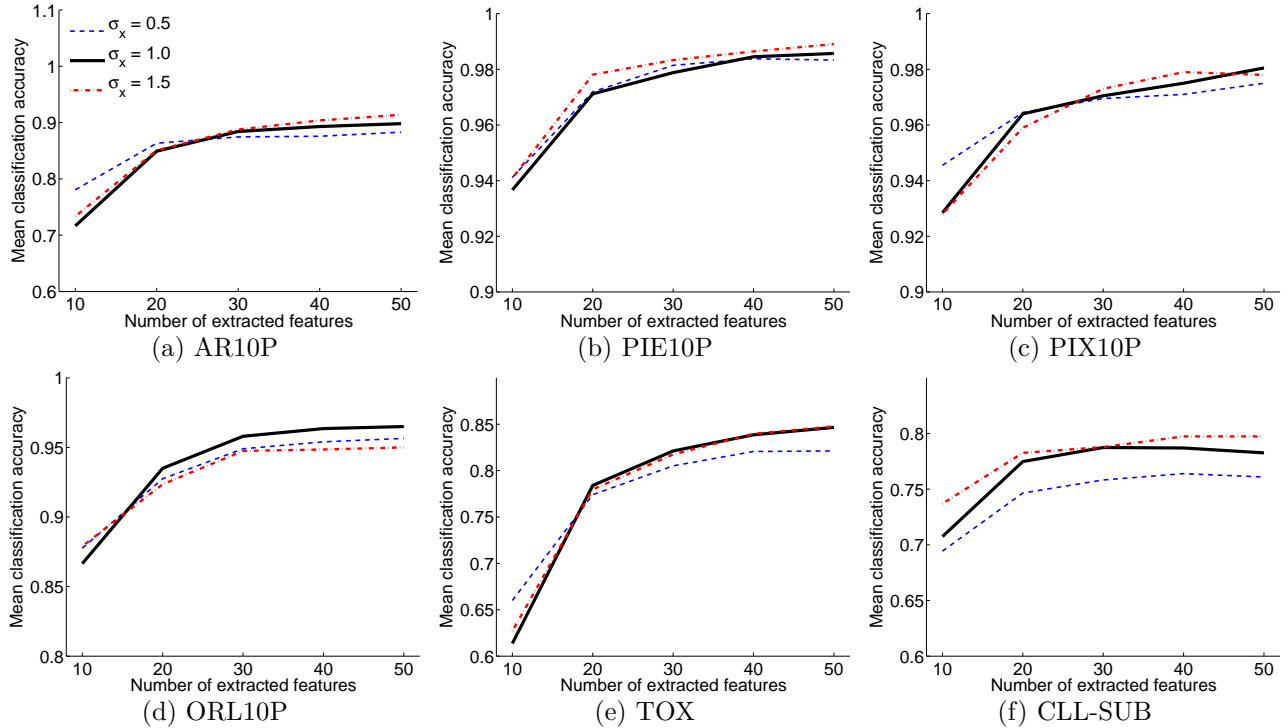 1.1
1
0.9
0.8
0.7
0.6
Mean classification accuracy
σx = 0.5
σx = 1.0
σx = 1.5
10 20 30 40 50
Number of extracted features
(a) AR10P
1
0.98
0.96
0.94
0.92
0.9
Mean classification accuracy
10 20 30 40 50
Number of extracted features
(b) PIE10P
1
0.98
0.96
0.94
0.92
0.9
Mean classification accuracy
10 20 30 40 50
Number of extracted features
(c) PIX10P
1
0.95
0.9
0.85
0.8
Mean classification accuracy
10 20 30 40 50
Number of extracted features
(d) ORL10P
0.85
0.8
0.75
0.7
0.65
0.6
Mean classification accuracy
10 20 30 40 50
Number of extracted features
(e) TOX
0.8
0.75
0.7
0.65
0.6
Mean classification accuracy
10 20 30 40 50
Number of extracted features
(f) CLL-SUB